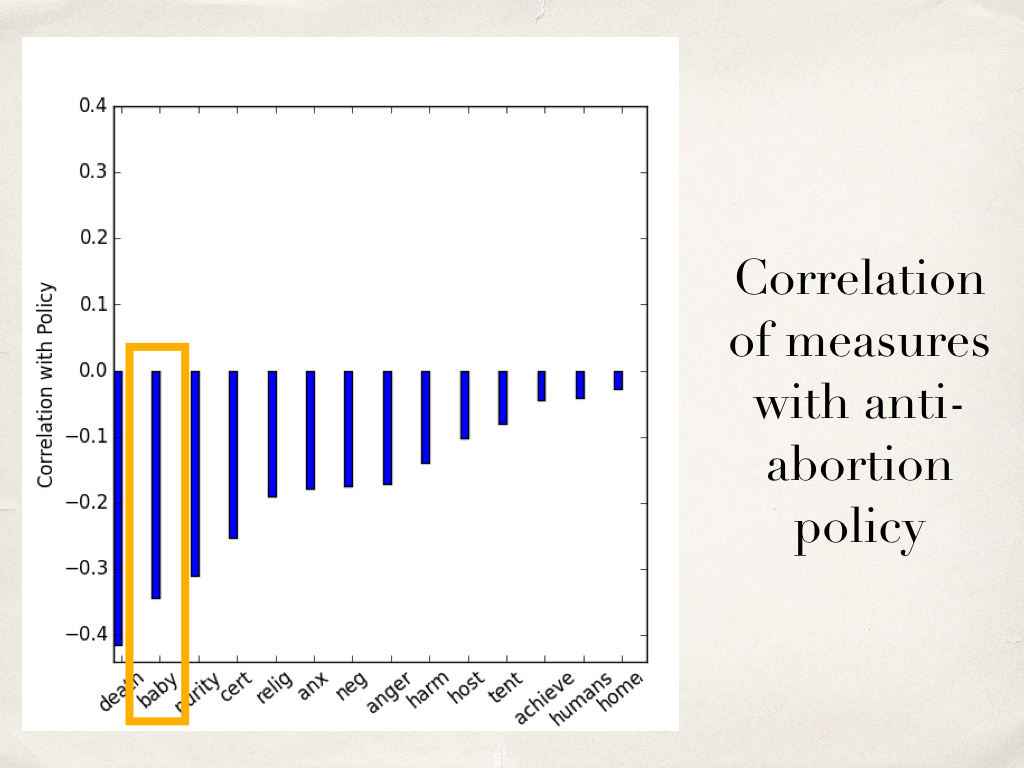 0.4
0.3
0.2
0.1
0.0
−0.1
−0.2
−0.3
−0.4
Correlation with Policy
death
baby
purity
cert
relig
anx
neg
anger
harm
host
tent
achieve
humans
home
Correlation
of measures
with anti-
abortion
policy